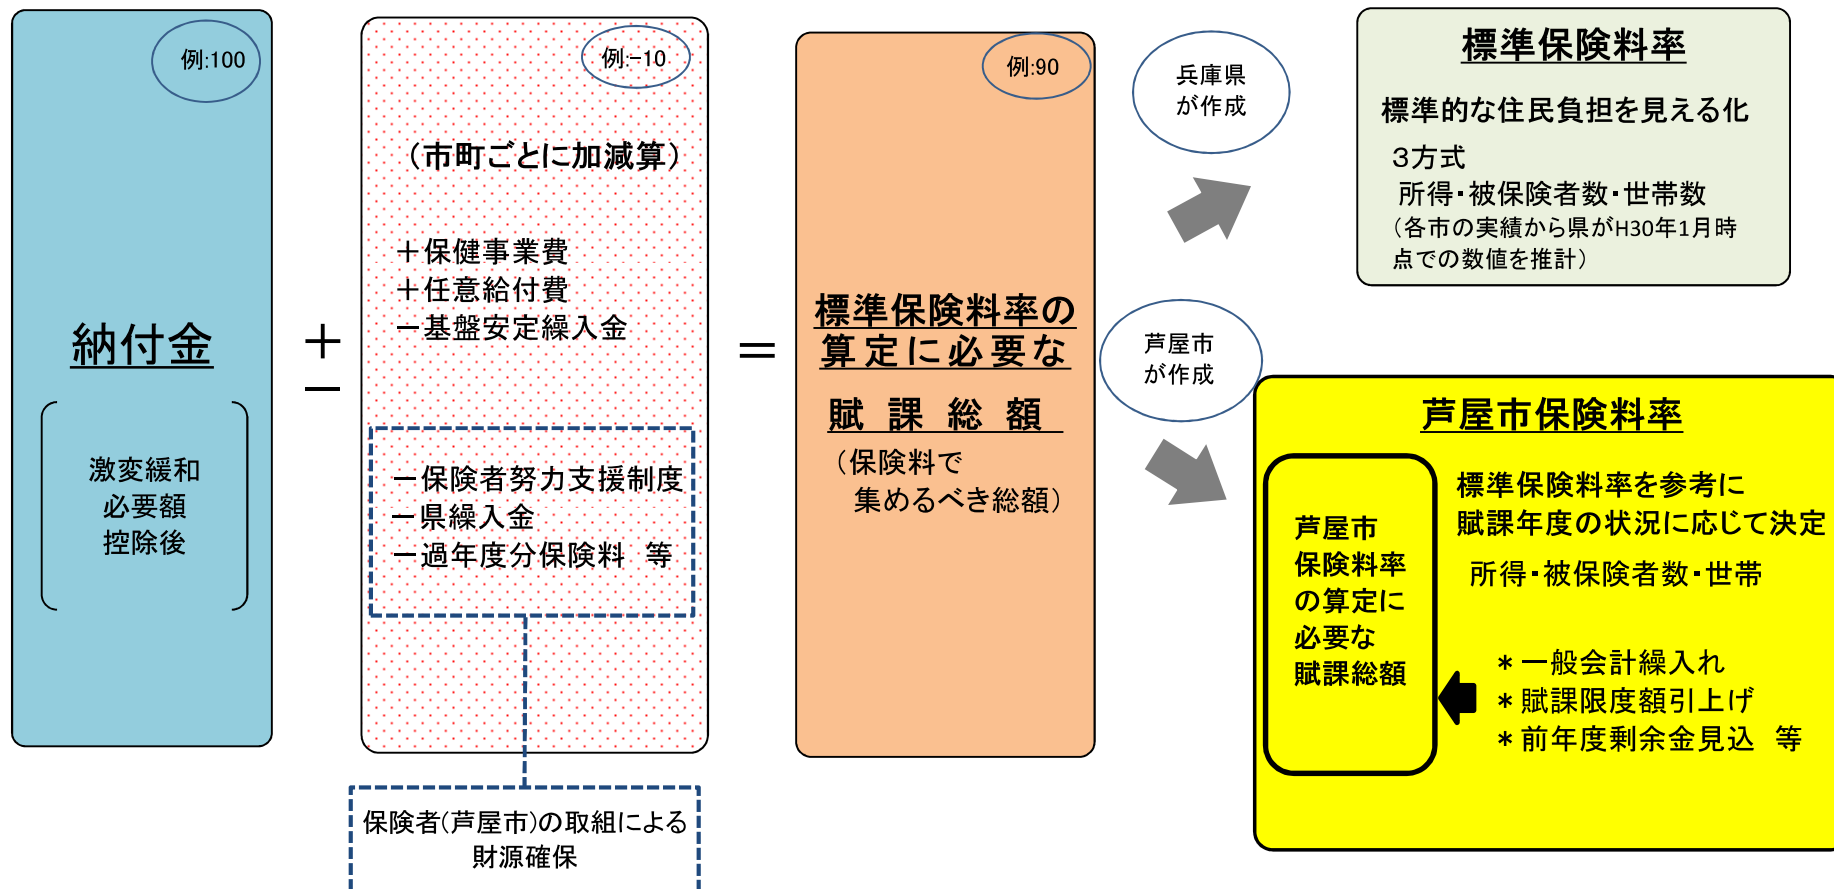 例:100
納付金
激変緩和
必要額
控除後
＋
－
例:-10
（市町ごとに加減算）
＋保健事業費
＋任意給付費
－基盤安定繰入金
－保険者努力支援制度
－県繰入金
－過年度分保険料　等
保険者(芦屋市)の取組による
財源確保
＝
例:90
標準保険料率の
算定に必要な
賦　課　総　額
（保険料で
集めるべき総額）
兵庫県
が作成
標準保険料率
標準的な住民負担を見える化
３方式
所得・被保険者数・世帯数
（各市の実績から県がH30年1月時
点での数値を推計）
芦屋市
が作成
芦屋市保険料率
芦屋市
保険料率
の算定に
必要な
賦課総額
標準保険料率を参考に
賦課年度の状況に応じて決定
所得・被保険者数・世帯
＊一般会計繰入れ
＊賦課限度額引上げ
＊前年度剰余金見込　等